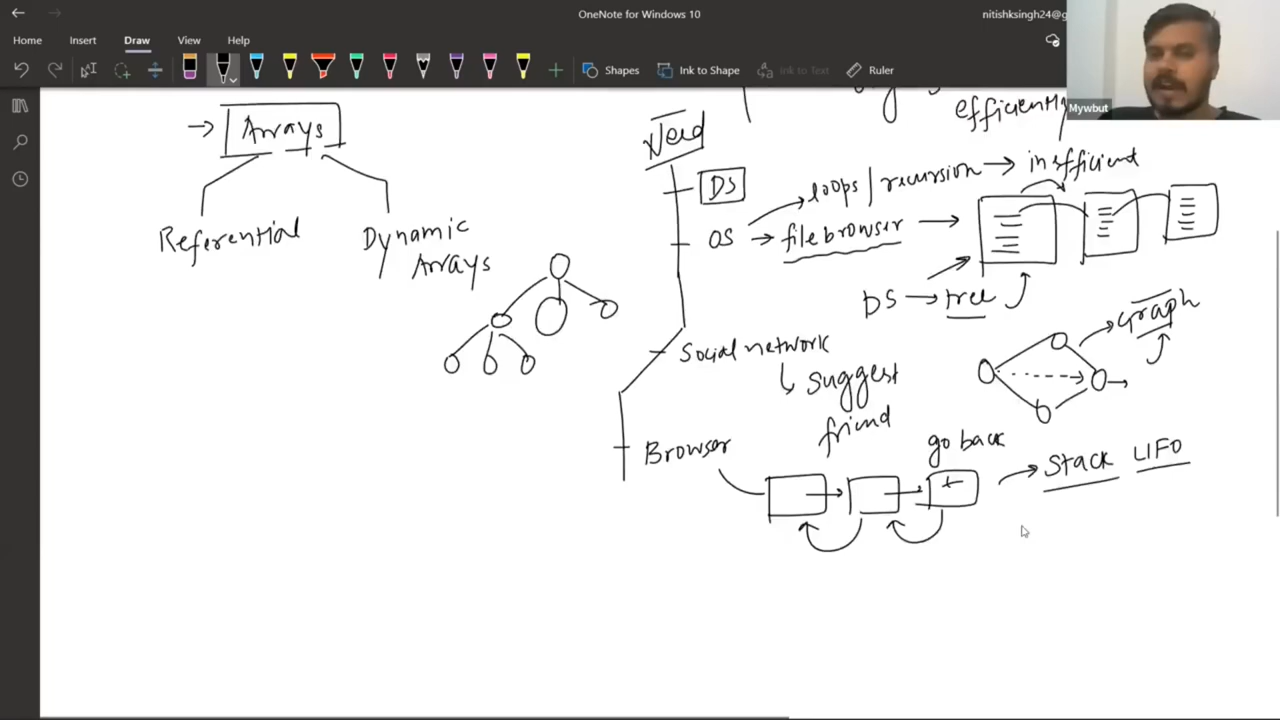 OneNote for Windows 10
nitishksingh24@g
Home Insert Draw View Help
Shapes Ink to Shape Ink to Text Ruler
Mywbut
efficiently
→ Arrays
Referential
Dynamic
Arrays
Need
DS
loops / recursion → inefficient
OS → file browser →
DS → tree
Graph
Social network
suggest
friend
Browser
go back
Stack LIFO